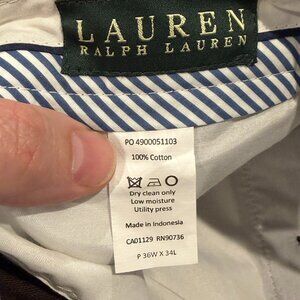 LAUREN
RALPH LAUREN
PO 4900051103
100% Cotton
Dry clean only
Low moisture
Utility press
Made in Indonesia
CA01129 RN90736
P 36W X 34L